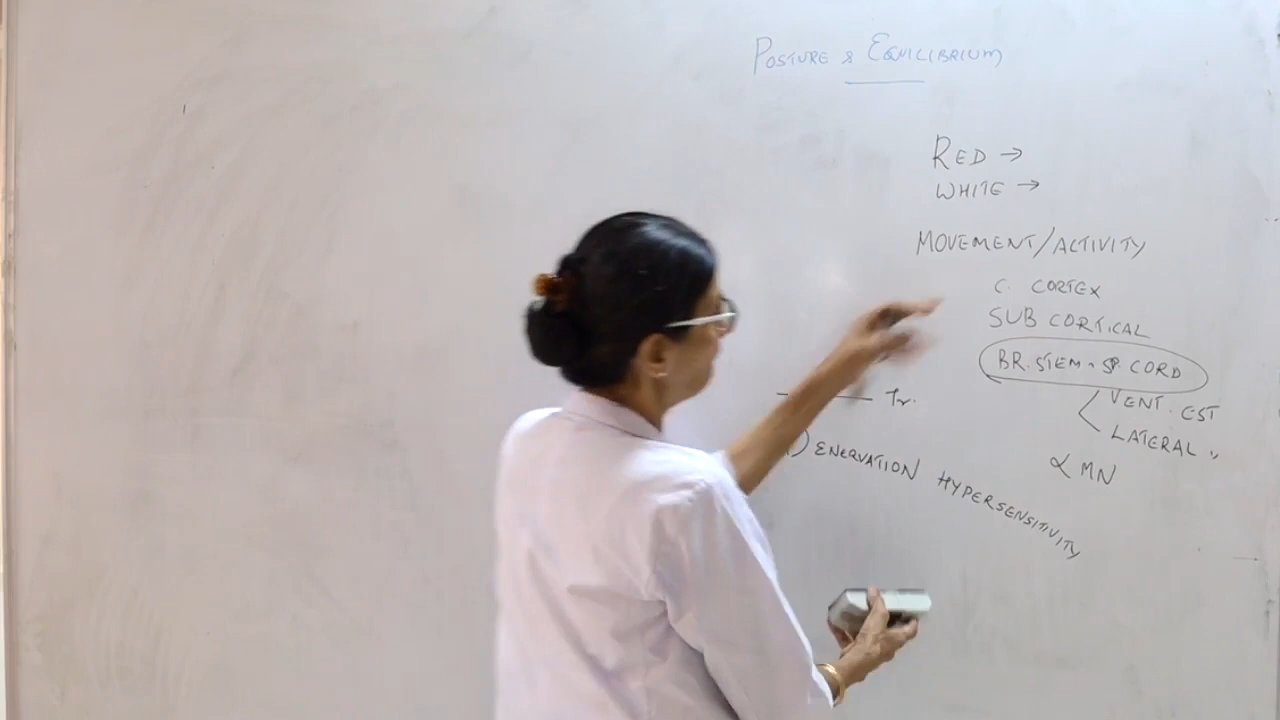 POSTURE & EQUILIBRIUM
RED →
WHITE →
MOVEMENT/ACTIVITY
C. CORTEX
SUB CORTICAL
BR. STEM - SP. CORD
VENT. CST
Tr.
LATERAL "
DENERVATION HYPERSENSITIVITY
α MN